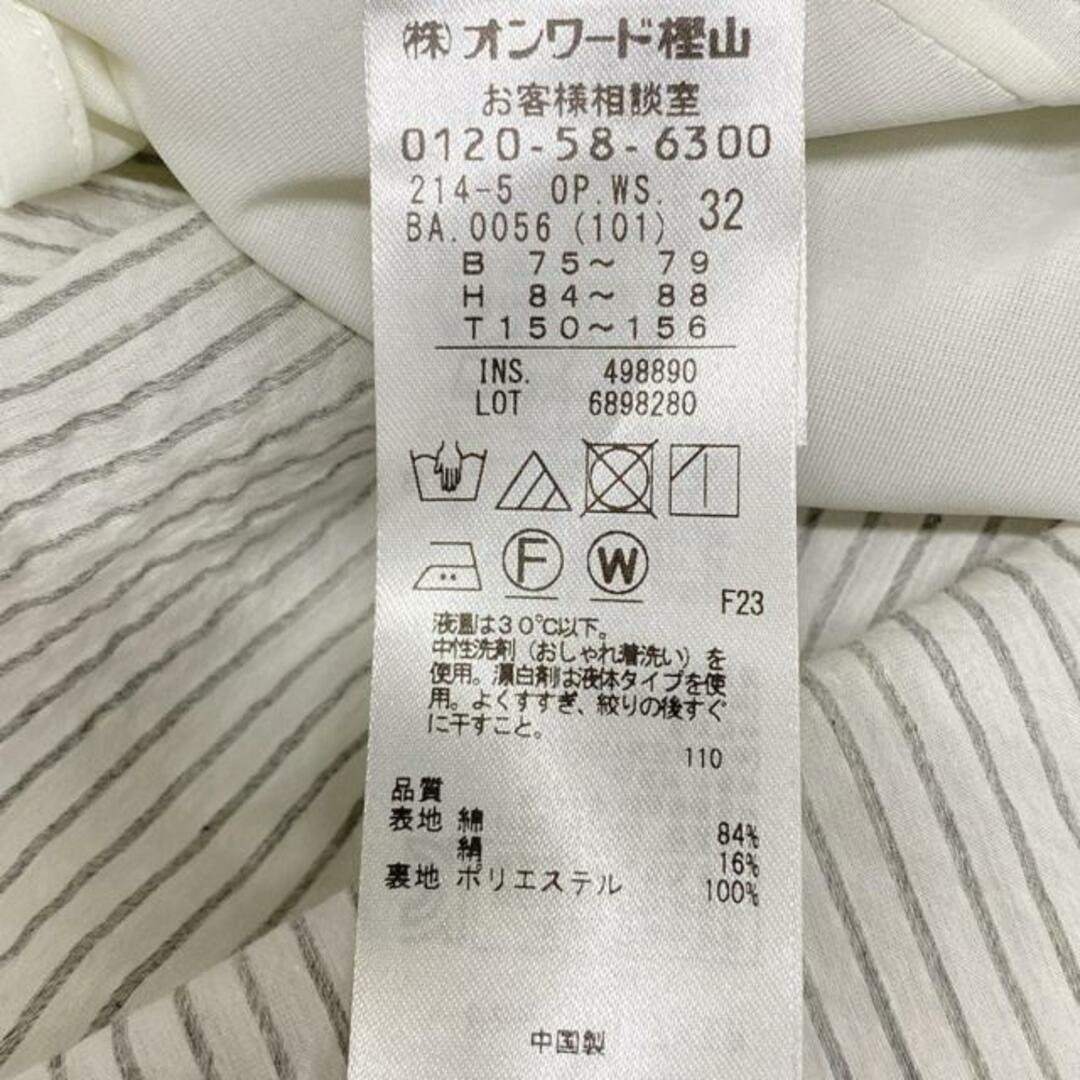 (株)オンワード樫山
お客様相談室
0120-58-6300
214-5 OP.WS.
BA.0056 (101) 32
B 75〜 79
H 84〜 88
T150〜156
INS. 498890
LOT 6898280
F
W
F23
液温は30℃以下。
中性洗剤(おしゃれ着洗い)を
使用。漂白剤は液体タイプを使
用。よくすすぎ、絞りの後すぐ
に干すこと。
110
品質
表地 綿 84%
絹 16%
裏地 ポリエステル 100%
中国製